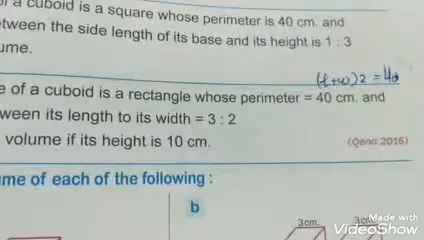 of a cuboid is a square whose perimeter is 40 cm. and
etween the side length of its base and its height is 1 : 3
ume.
(l+w)2 = 40
e of a cuboid is a rectangle whose perimeter = 40 cm. and
ween its length to its width = 3 : 2
volume if its height is 10 cm.
(Qena 2016)
me of each of the following :
b
3cm.
3cm.
Made with
VideoShow